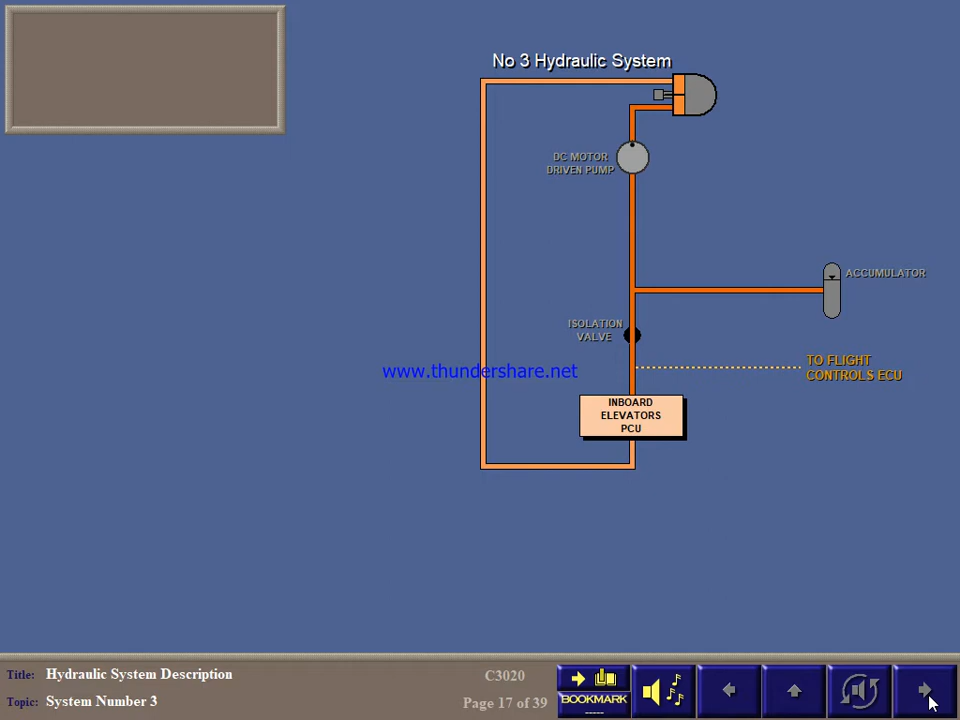 No 3 Hydraulic System
DC MOTOR
DRIVEN PUMP
ACCUMULATOR
ISOLATION
VALVE
TO FLIGHT
CONTROLS ECU
www.thundershare.net
INBOARD
ELEVATORS
PCU
Title: Hydraulic System Description
C3020
Topic: System Number 3
Page 17 of 39
BOOKMARK
-----